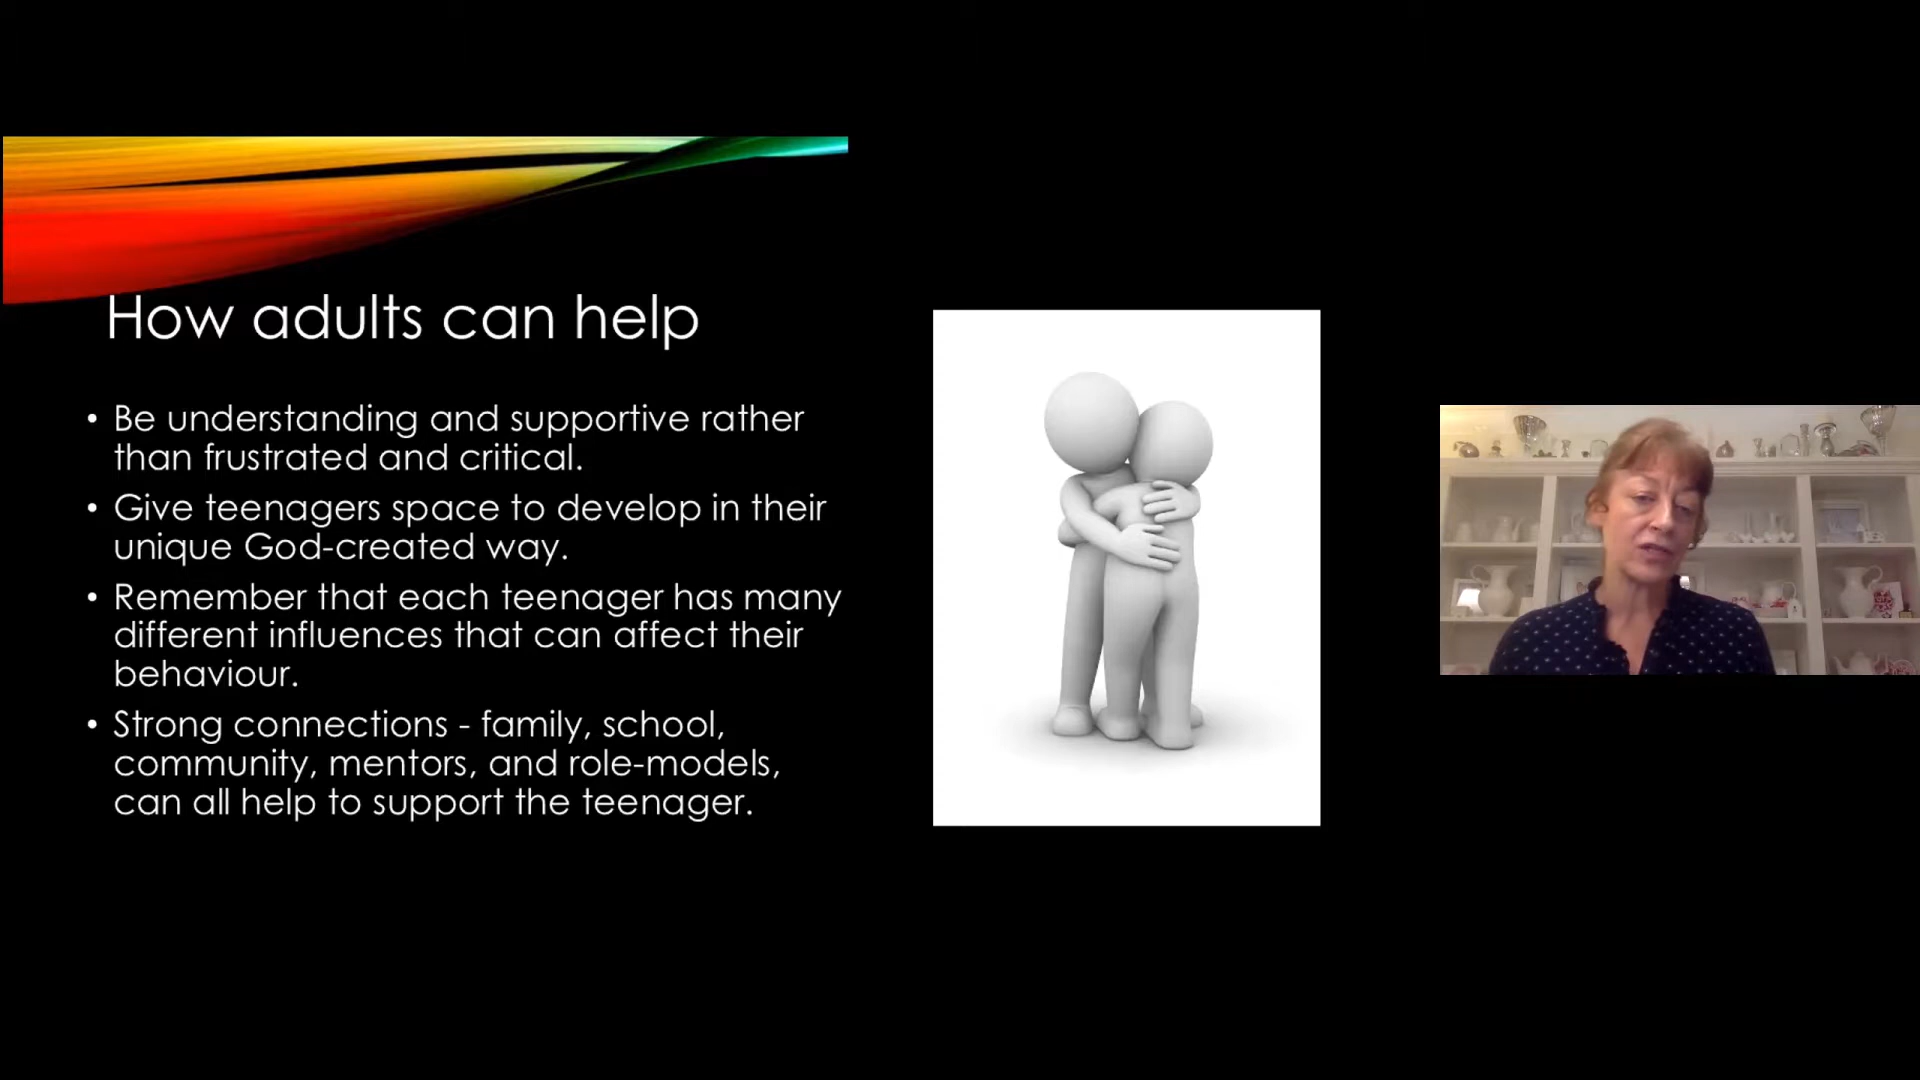 How adults can help
• Be understanding and supportive rather
than frustrated and critical.
• Give teenagers space to develop in their
unique God-created way.
• Remember that each teenager has many
different influences that can affect their
behaviour.
• Strong connections - family, school,
community, mentors, and role-models,
can all help to support the teenager.